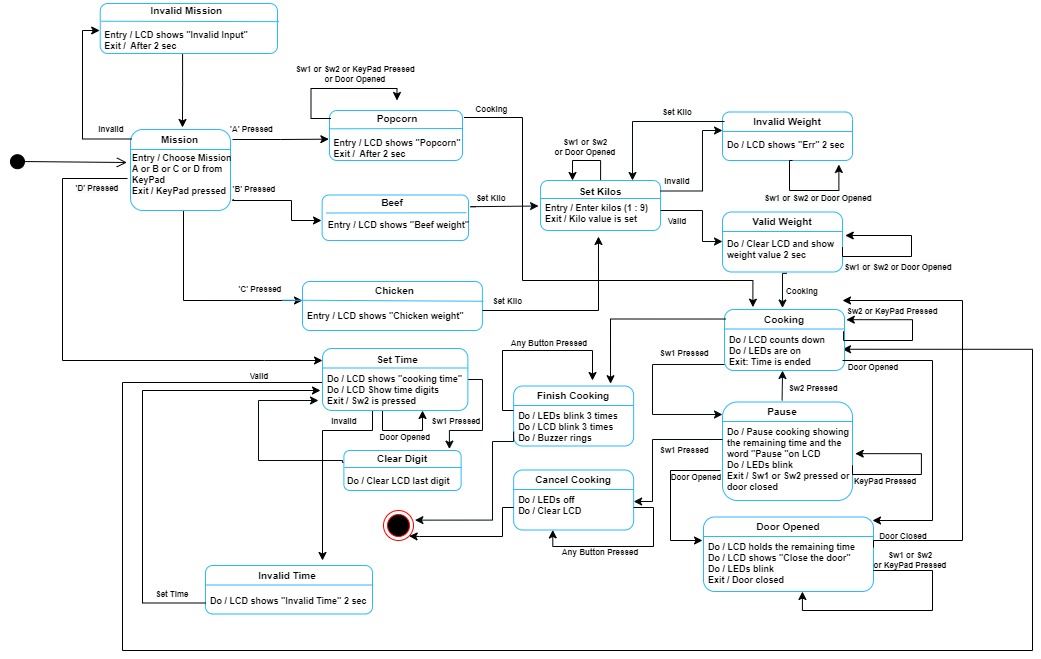 Invalid Mission
Entry / LCD shows "Invalid Input"
Exit / After 2 sec
Invalid
Mission
Entry / Choose Mission
A or B or C or D from
KeyPad
Exit / KeyPad pressed
'A' Pressed
'B' Pressed
'C' Pressed
'D' Pressed
Sw1 or Sw2 or KeyPad Pressed
or Door Opened
Popcorn
Entry / LCD shows "Popcorn"
Exit / After 2 sec
Cooking
Beef
Entry / LCD shows "Beef weight"
Set Kilo
Chicken
Entry / LCD shows "Chicken weight"
Set Kilo
Sw1 or Sw2
or Door Opened
Set Kilos
Entry / Enter kilos (1 : 9)
Exit / Kilo value is set
Set Kilo
Invalid
Valid
Invalid Weight
Do / LCD shows "Err" 2 sec
Sw1 or Sw2 or Door Opened
Valid Weight
Do / Clear LCD and show
weight value 2 sec
Sw1 or Sw2 or Door Opened
Cooking
Cooking
Do / LCD counts down
Do / LEDs are on
Exit: Time is ended
Sw2 or KeyPad Pressed
Door Opened
Sw1 Pressed
Sw2 Pressed
Pause
Do / Pause cooking showing
the remaining time and the
word "Pause "on LCD
Do / LEDs blink
Exit / Sw1 or Sw2 pressed or
door closed
KeyPad Pressed
Sw1 Pressed
Door Opened
Door Opened
Do / LCD holds the remaining time
Do / LCD shows "Close the door"
Do / LEDs blink
Exit / Door closed
Door Closed
Sw1 or Sw2
or KeyPad Pressed
Set Time
Do / LCD shows "cooking time"
Do / LCD Show time digits
Exit / Sw2 is pressed
Valid
Invalid
Door Opened
Sw1 Pressed
Clear Digit
Do / Clear LCD last digit
Any Button Pressed
Finish Cooking
Do / LEDs blink 3 times
Do / LCD blink 3 times
Do / Buzzer rings
Cancel Cooking
Do / LEDs off
Do / Clear LCD
Any Button Pressed
Invalid Time
Do / LCD shows "Invalid Time" 2 sec
Set Time